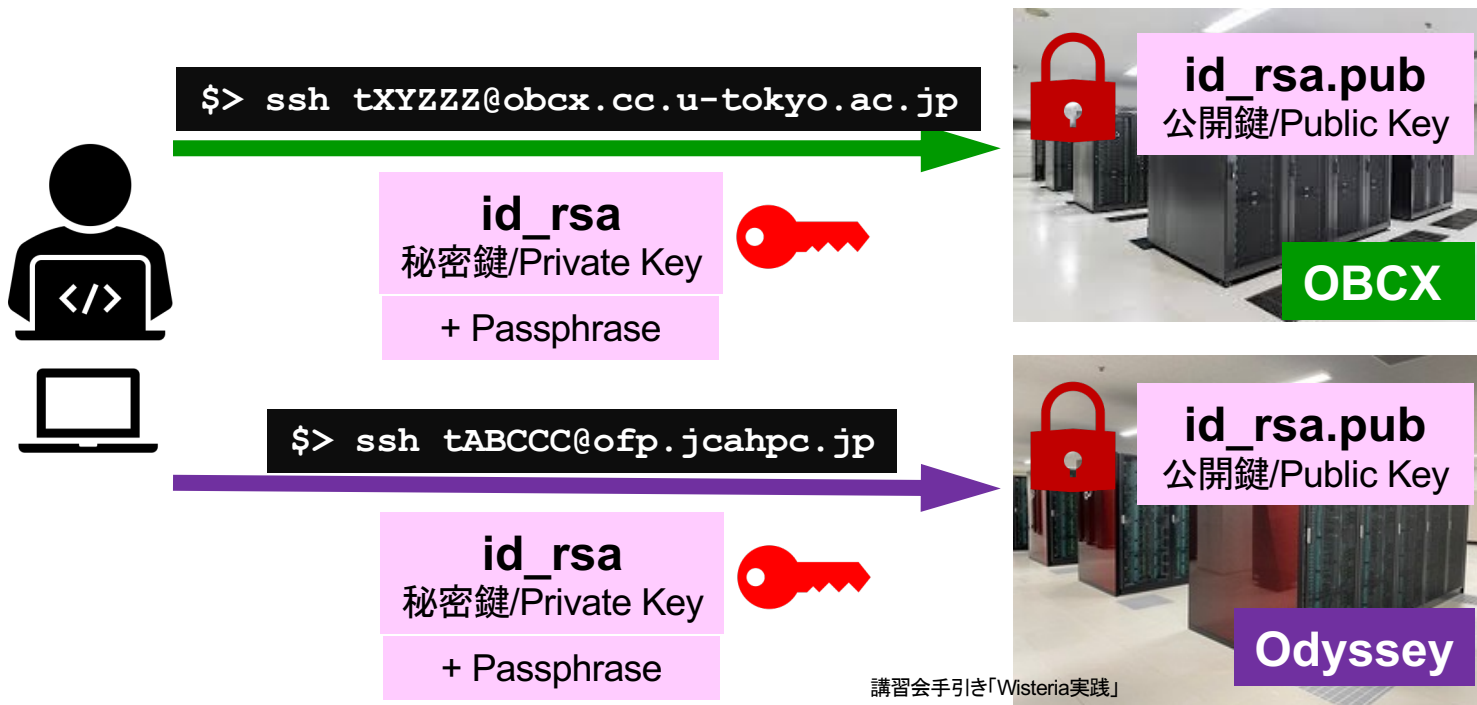 $> ssh tXYZZZ@obcx.cc.u-tokyo.ac.jp
id_rsa.pub
公開鍵/Public Key
id_rsa
秘密鍵/Private Key
+ Passphrase
</>
OBCX
$> ssh tABCCC@ofp.jcahpc.jp
id_rsa.pub
公開鍵/Public Key
id_rsa
秘密鍵/Private Key
+ Passphrase
Odyssey
講習会手引き「Wisteria実践」